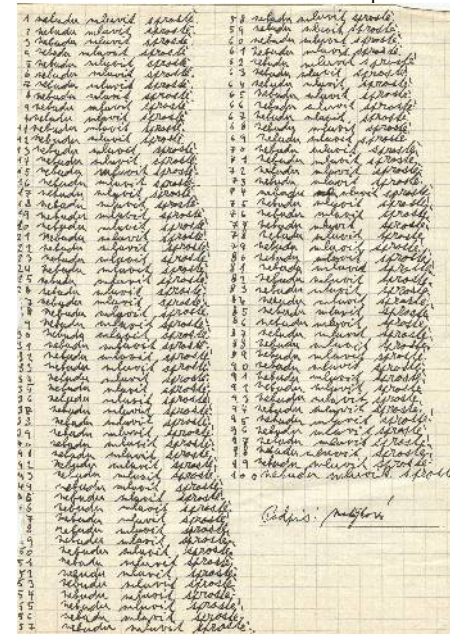 1 nebudu mluvit sprostě.
2 nebudu mluvit sprostě.
3 nebudu mluvit sprostě.
4 nebudu mluvit sprostě.
5 nebudu mluvit sprostě.
6 nebudu mluvit sprostě.
7 nebudu mluvit sprostě.
8 nebudu mluvit sprostě.
9 nebudu mluvit sprostě.
10 nebudu mluvit sprostě.
11 nebudu mluvit sprostě.
12 nebudu mluvit sprostě.
13 nebudu mluvit sprostě.
14 nebudu mluvit sprostě.
15 nebudu mluvit sprostě.
16 nebudu mluvit sprostě.
17 nebudu mluvit sprostě.
18 nebudu mluvit sprostě.
19 nebudu mluvit sprostě.
20 nebudu mluvit sprostě.
21 nebudu mluvit sprostě.
22 nebudu mluvit sprostě.
23 nebudu mluvit sprostě.
24 nebudu mluvit sprostě.
25 nebudu mluvit sprostě.
26 nebudu mluvit sprostě.
7 nebudu mluvit sprostě.
8 nebudu mluvit sprostě.
9 nebudu mluvit sprostě.
30 nebudu mluvit sprostě.
31 nebudu mluvit sprostě.
32 nebudu mluvit sprostě.
33 nebudu mluvit sprostě.
34 nebudu mluvit sprostě.
35 nebudu mluvit sprostě.
36 nebudu mluvit sprostě.
37 nebudu mluvit sprostě.
38 nebudu mluvit sprostě.
39 nebudu mluvit sprostě.
40 nebudu mluvit sprostě.
41 nebudu mluvit sprostě.
42 nebudu mluvit sprostě.
43 nebudu mluvit sprostě.
44 nebudu mluvit sprostě.
45 nebudu mluvit sprostě.
6 nebudu mluvit sprostě.
7 nebudu mluvit sprostě.
8 nebudu mluvit sprostě.
9 nebudu mluvit sprostě.
50 nebudu mluvit sprostě.
51 nebudu mluvit sprostě.
52 nebudu mluvit sprostě.
53 nebudu mluvit sprostě.
54 nebudu mluvit sprostě.
55 nebudu mluvit sprostě.
56 nebudu mluvit sprostě.
57 nebudu mluvit sprostě.
58 nebudu mluvit sprostě.
59 nebudu mluvit sprostě.
60 nebudu mluvit sprostě.
61 nebudu mluvit sprostě.
62 nebudu mluvit sprostě.
63 nebudu mluvit sprostě.
64 nebudu mluvit sprostě.
65 nebudu mluvit sprostě.
66 nebudu mluvit sprostě.
67 nebudu mluvit sprostě.
68 nebudu mluvit sprostě.
69 nebudu mluvit sprostě.
70 nebudu mluvit sprostě.
71 nebudu mluvit sprostě.
72 nebudu mluvit sprostě.
73 nebudu mluvit sprostě.
74 nebudu mluvit sprostě.
75 nebudu mluvit sprostě.
76 nebudu mluvit sprostě.
77 nebudu mluvit sprostě.
78 nebudu mluvit sprostě.
79 nebudu mluvit sprostě.
80 nebudu mluvit sprostě.
81 nebudu mluvit sprostě.
82 nebudu mluvit sprostě.
83 nebudu mluvit sprostě.
84 nebudu mluvit sprostě.
85 nebudu mluvit sprostě.
86 nebudu mluvit sprostě.
87 nebudu mluvit sprostě.
88 nebudu mluvit sprostě.
89 nebudu mluvit sprostě.
90 nebudu mluvit sprostě.
91 nebudu mluvit sprostě.
92 nebudu mluvit sprostě.
93 nebudu mluvit sprostě.
94 nebudu mluvit sprostě.
95 nebudu mluvit sprostě.
96 nebudu mluvit sprostě.
97 nebudu mluvit sprostě.
98 nebudu mluvit sprostě.
99 nebudu mluvit sprostě.
100 nebudu mluvit sprostě
Podpis: